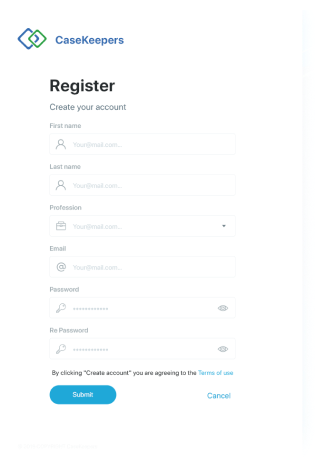 CaseKeepers
Register
Create your account
First name
Your@mail.com...
Last name
Your@mail.com...
Profession
Your@mail.com...
Email
Your@mail.com...
Password
************
Re Password
************
By clicking "Create account" you are agreeing to the Terms of use
Submit
Cancel